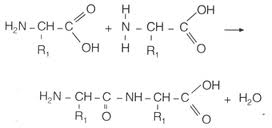 H₂N – CH – C
O
OH
R₁
+
H
H
N – CH – C
OH
O
R₁
→
H₂N – CH – C – NH – CH – C
R₁
O
R₁
OH
O
+ H₂O